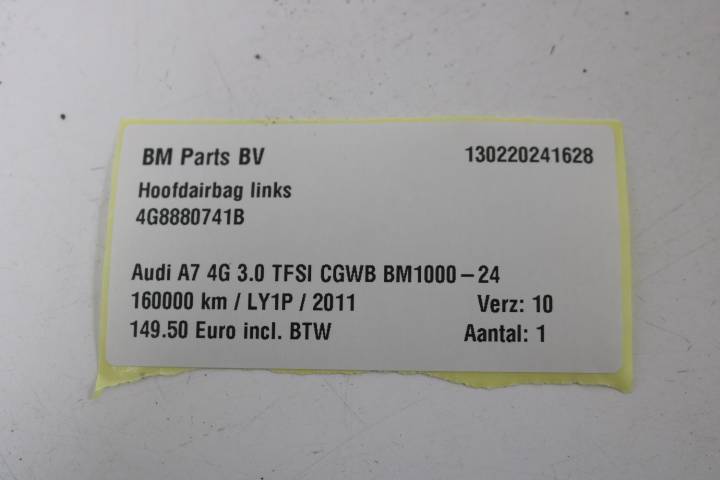 BM Parts BV 130220241628
Hoofdairbag links
4G8880741B
Audi A7 4G 3.0 TFSI CGWB BM1000-24
160000 km / LY1P / 2011 Verz: 10
149.50 Euro incl. BTW Aantal: 1